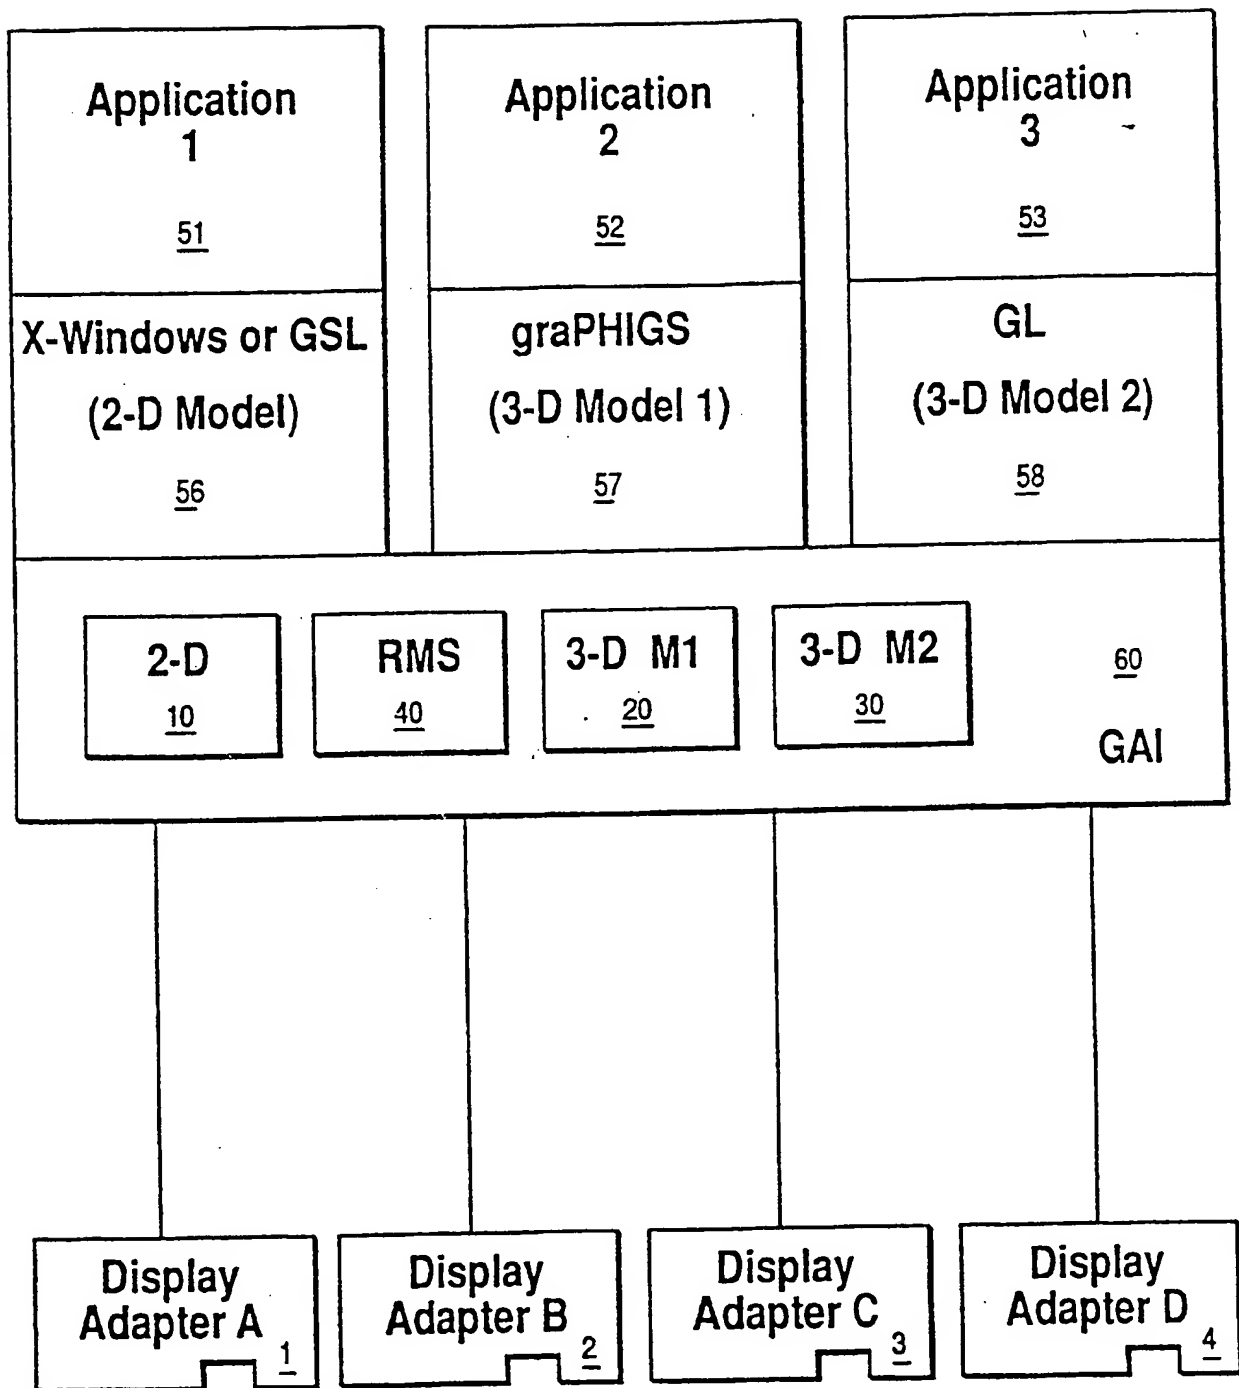 Application
1
51
X-Windows or GSL
(2-D Model)
56
Application
2
52
graPHIGS
(3-D Model 1)
57
Application
3
53
GL
(3-D Model 2)
58
2-D
10
RMS
40
3-D M1
20
3-D M2
30
60
GAI
Display
Adapter A
1
Display
Adapter B
2
Display
Adapter C
3
Display
Adapter D
4